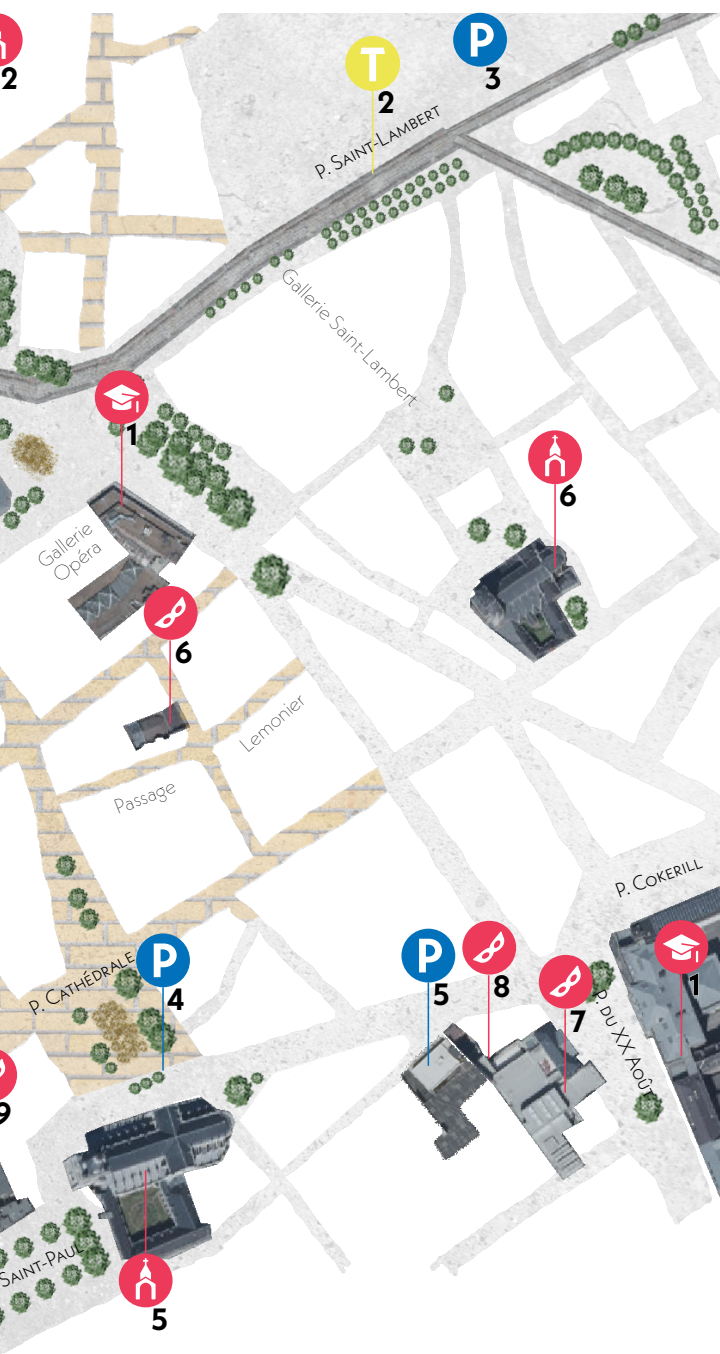 2
T
2
P
3
P. Saint-Lambert
Gallerie Saint-Lambert
1
6
Gallerie
Opéra
6
Lemonier
Passage
P. Cokerill
P. Cathédrale
P
4
P
5
8
7
1
P. du XX Août
9
Saint-Paul
5